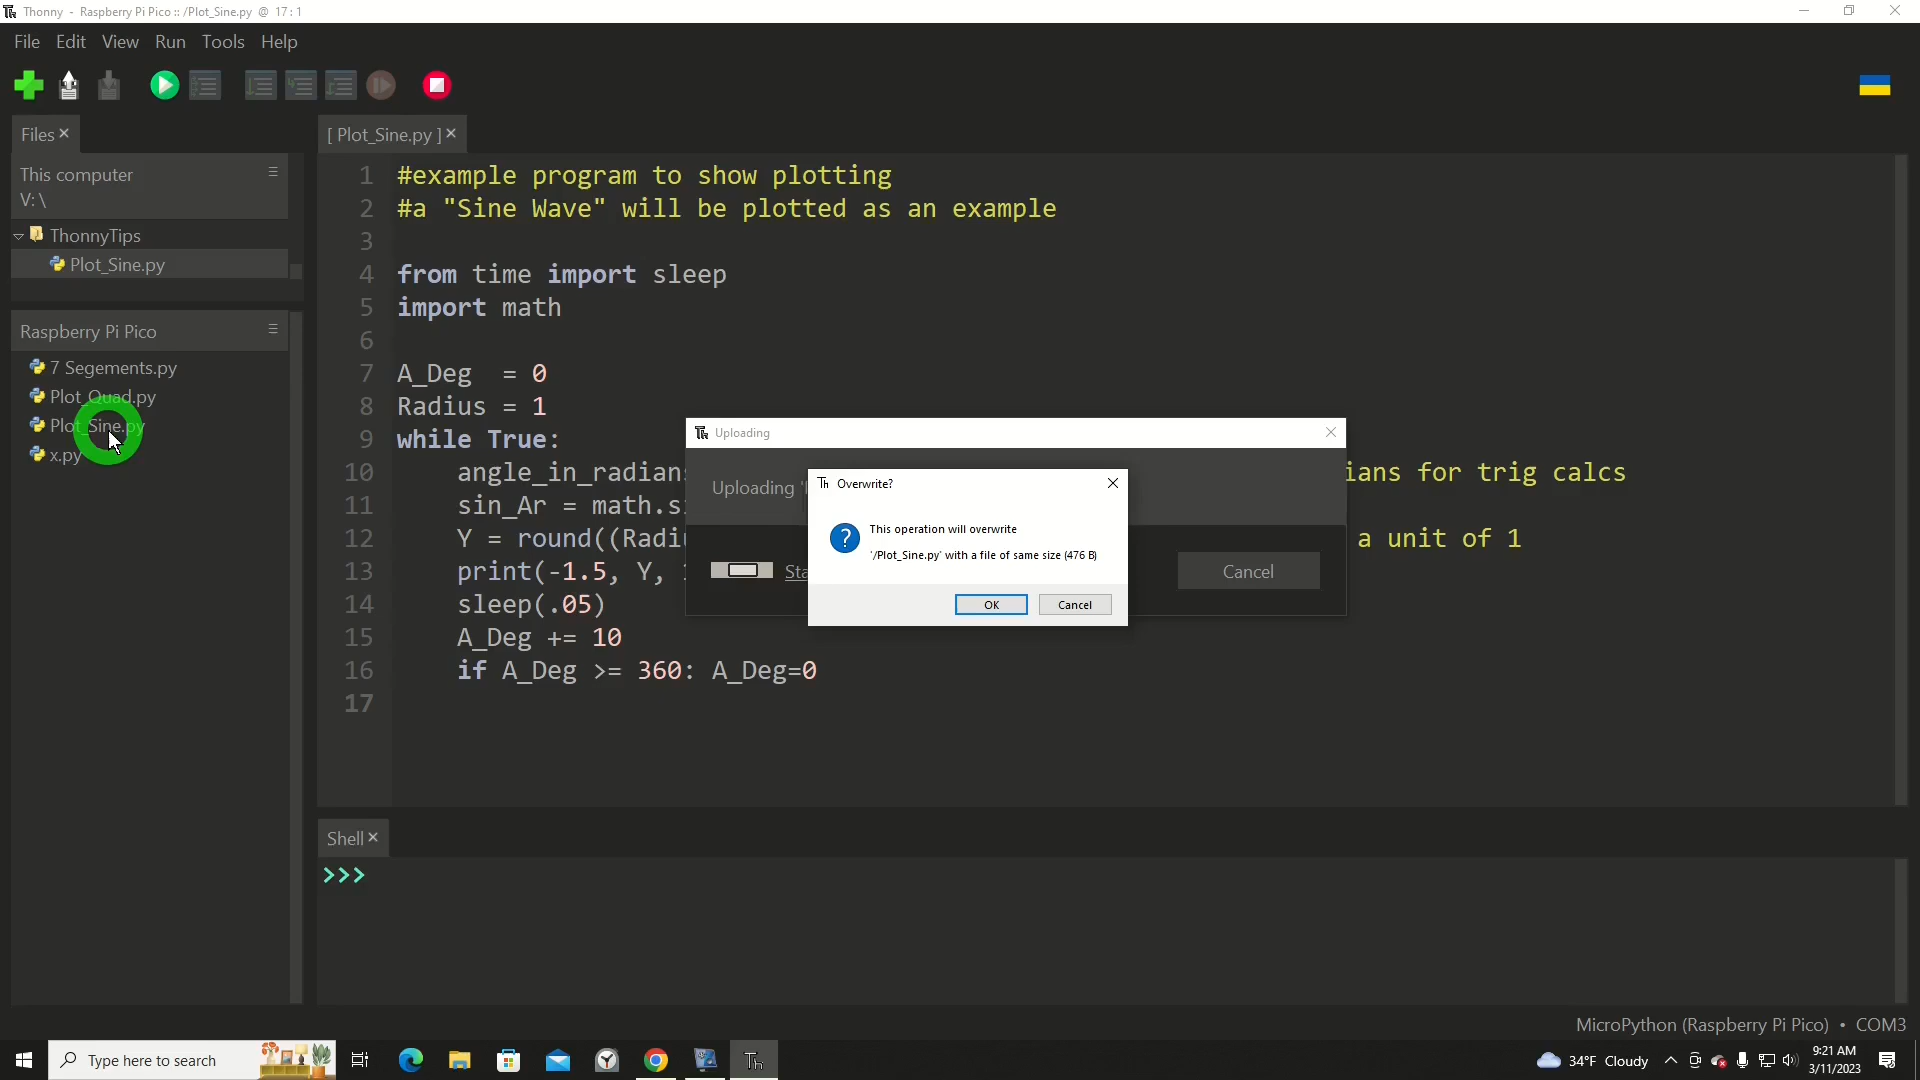 Thonny - Raspberry Pi Pico :: /Plot_Sine.py @ 17:1
File Edit View Run Tools Help
Files
This computer
V:\
ThonnyTips
Plot_Sine.py
Raspberry Pi Pico
7 Segements.py
Plot_Quad.py
Plot_Sine.py
x.py
[ Plot_Sine.py ]
1 #example program to show plotting
2 #a "Sine Wave" will be plotted as an example
3
4 from time import sleep
5 import math
6
7 A_Deg = 0
8 Radius = 1
9 while True:
10 angle_in_radian ians for trig calcs
11 sin_Ar = math.s
12 Y = round((Radi a unit of 1
13 print(-1.5, Y,
14 sleep(.05)
15 A_Deg += 10
16 if A_Deg >= 360: A_Deg=0
17
Uploading
Uploading
Sta
Cancel
Overwrite?
This operation will overwrite
'/Plot_Sine.py' with a file of same size (476 B)
OK Cancel
Shell
>>>
MicroPython (Raspberry Pi Pico) • COM3
Type here to search
Th
34°F Cloudy
9:21 AM
3/11/2023